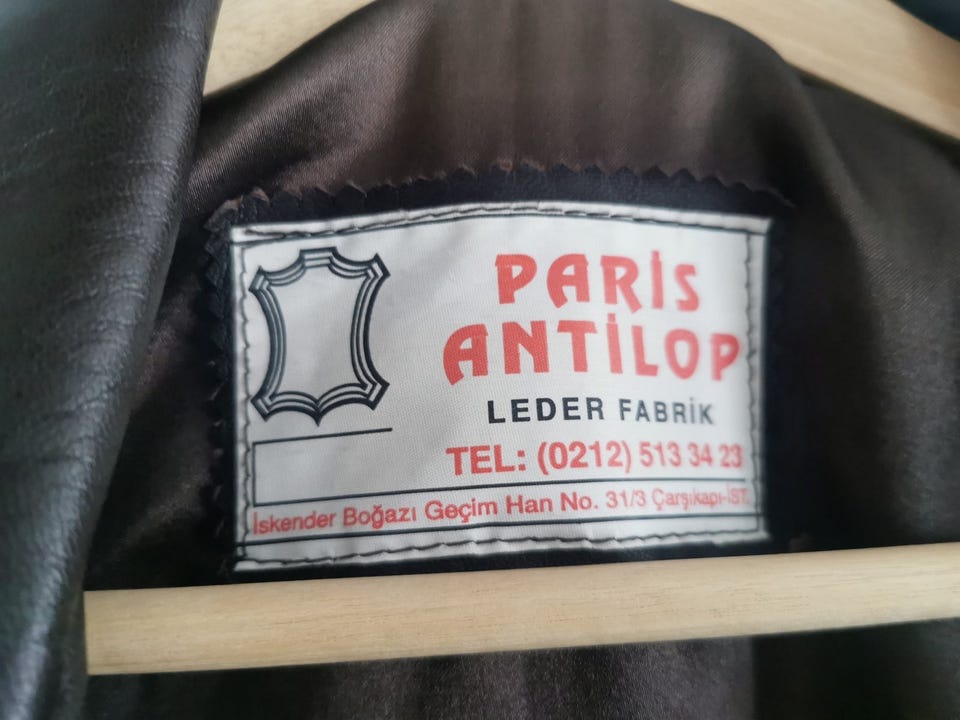 PARİS
ANTİLOP
LEDER FABRİK
TEL: (0212) 513 34 23
İskender Boğazı Geçim Han No. 31/3 Çarşıkapı-İST.